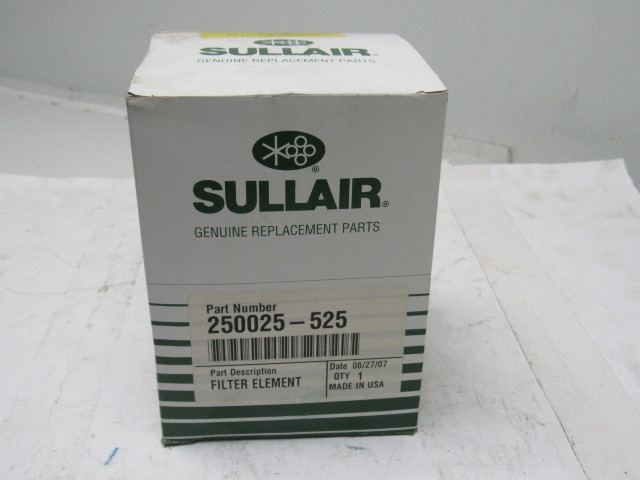 SULLAIR
GENUINE REPLACEMENT PARTS
®
SULLAIR®
GENUINE REPLACEMENT PARTS
Part Number
250025-525
Part Description
FILTER ELEMENT
Date 08/27/07
QTY 1
MADE IN USA